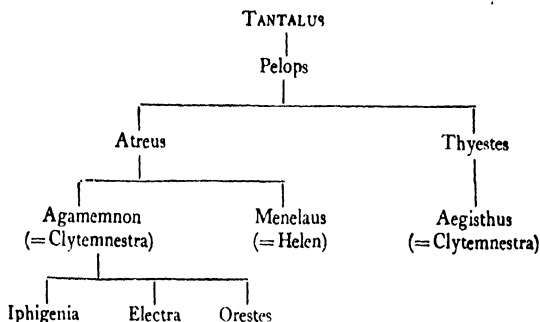 TANTALUS
Pelops
Atreus Thyestes
Agamemnon Menelaus Aegisthus
(=Clytemnestra) (=Helen) (=Clytemnestra)
Iphigenia Electra Orestes